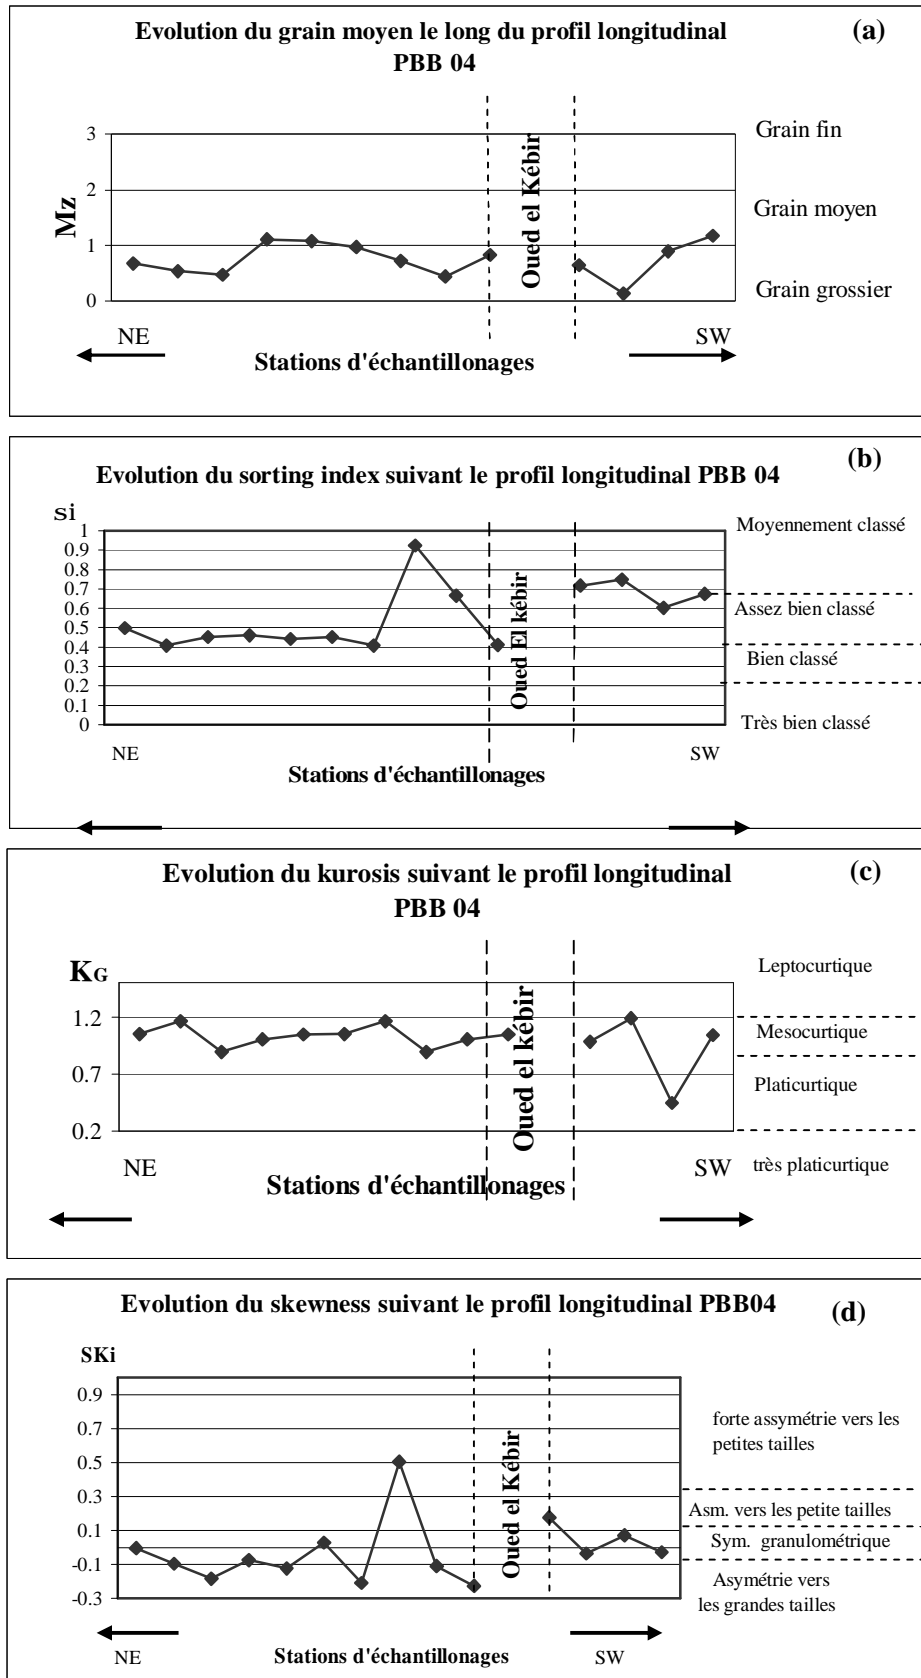 Evolution du grain moyen le long du profil longitudinal
PBB 04
(a)
Mz
3
2
1
0
Oued el Kébir
Grain fin
Grain moyen
Grain grossier
NE
SW
Stations d'échantillonages
(b)
Evolution du sorting index suivant le profil longitudinal PBB 04
si
1
0.9
0.8
0.7
0.6
0.5
0.4
0.3
0.2
0.1
0
Oued El kébir
Moyennement classé
Assez bien classé
Bien classé
Très bien classé
NE
SW
Stations d'échantillonages
Evolution du kurosis suivant le profil longitudinal
PBB 04
(c)
KG
1.2
0.7
0.2
Oued el kébir
Leptocurtique
Mesocurtique
Platicurtique
très platicurtique
NE
SW
Stations d'échantillonages
Evolution du skewness suivant le profil longitudinal PBB04
(d)
SKi
0.9
0.7
0.5
0.3
0.1
-0.1
-0.3
Oued el Kébir
forte assymétrie vers les
petites tailles
Asm. vers les petite tailles
Sym. granulométrique
Asymétrie vers
les grandes tailles
NE
Stations d'échantillonages
SW